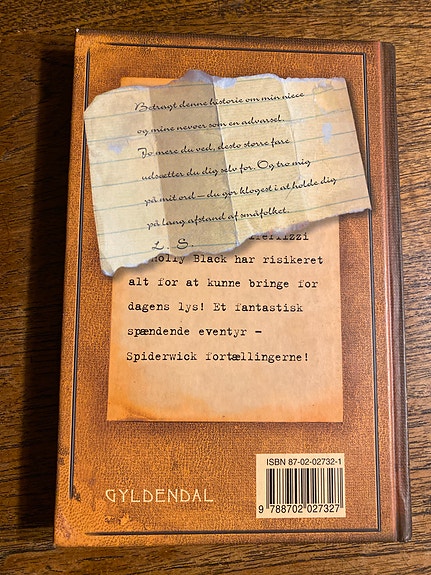 Betragt denne historie om min niece
og mine nevøer som en advarsel.
Jo mere du ved, desto større fare
udsætter du dig selv for. Og tro mig
på mit ord – du gør klogest i at holde dig
på lang afstand af småfolket.
L. S.
Holly Black har risikeret
alt for at kunne bringe for
dagens lys! Et fantastisk
spændende eventyr –
Spiderwick fortællingerne!
ISBN 87-02-02732-1
GYLDENDAL
9 788702 027327